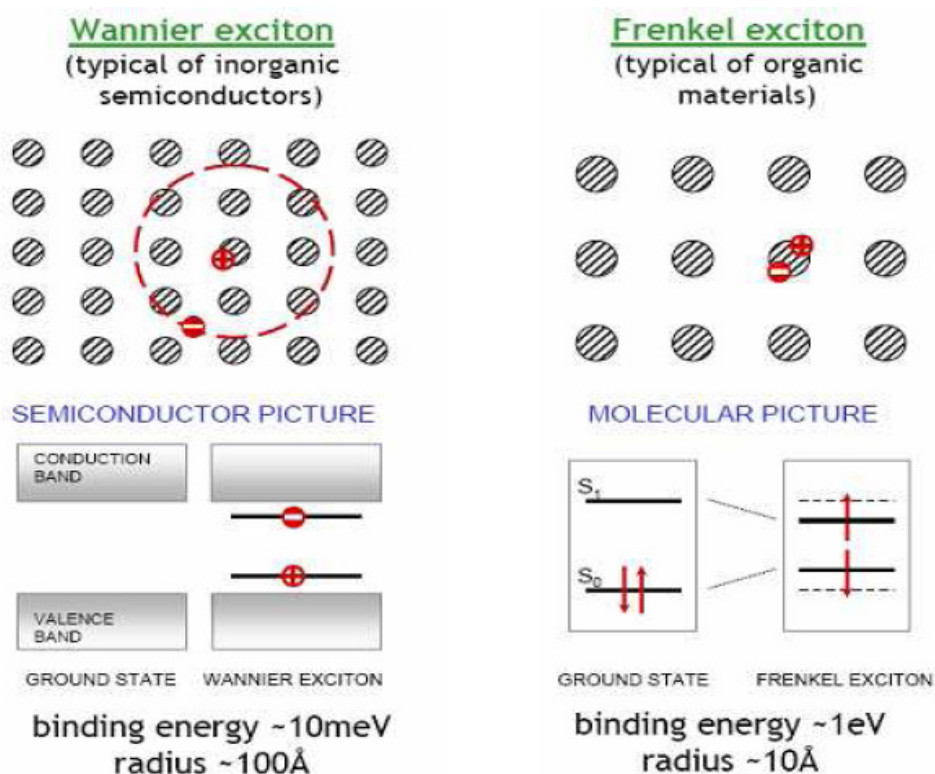 Wannier exciton
(typical of inorganic
semiconductors)
SEMICONDUCTOR PICTURE
CONDUCTION
BAND
VALENCE
BAND
GROUND STATE
WANNIER EXCITON
binding energy ~10meV
radius ~100Å
Frenkel exciton
(typical of organic
materials)
MOLECULAR PICTURE
S₁
S₀
GROUND STATE
FRENKEL EXCITON
binding energy ~1eV
radius ~10Å